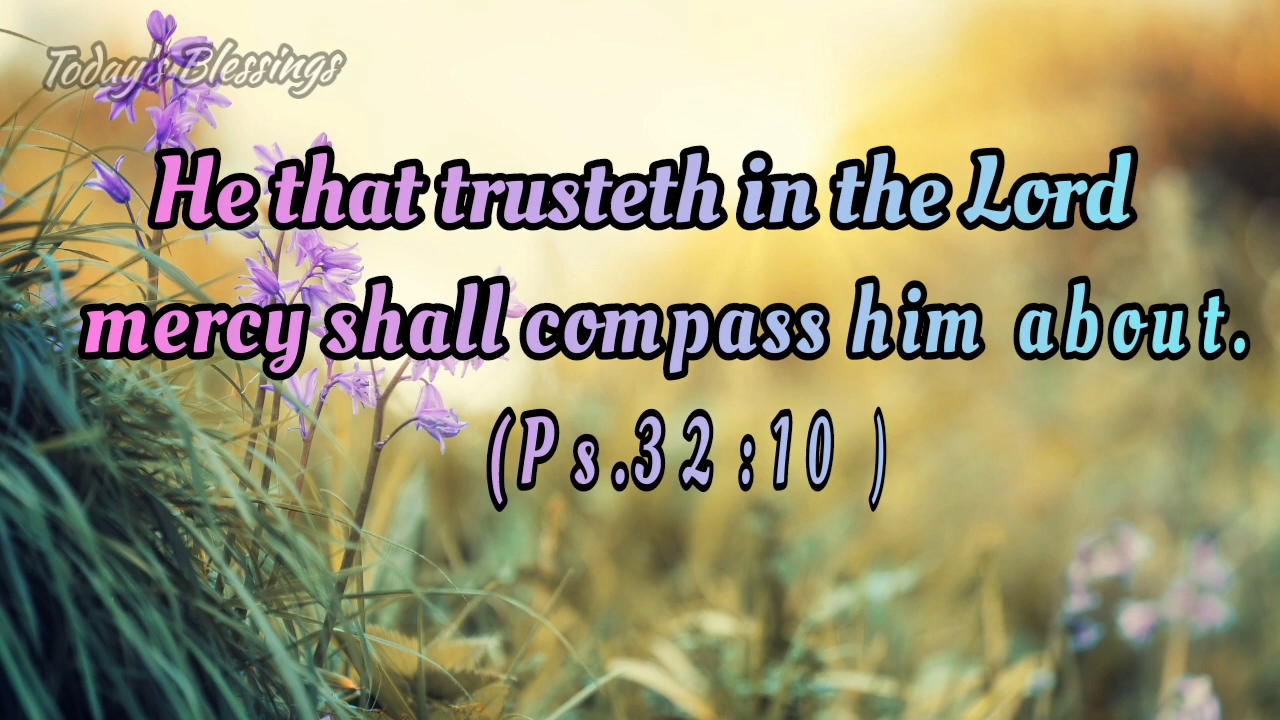 Today's Blessings
He that trusteth in the Lord
mercy shall compass him about.
(Ps.32:10)